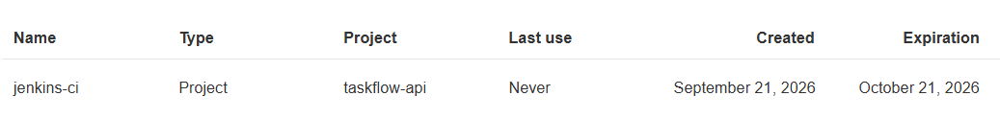 Name Type Project Last use Created Expiration
jenkins-ci Project taskflow-api Never September 21, 2026 October 21, 2026